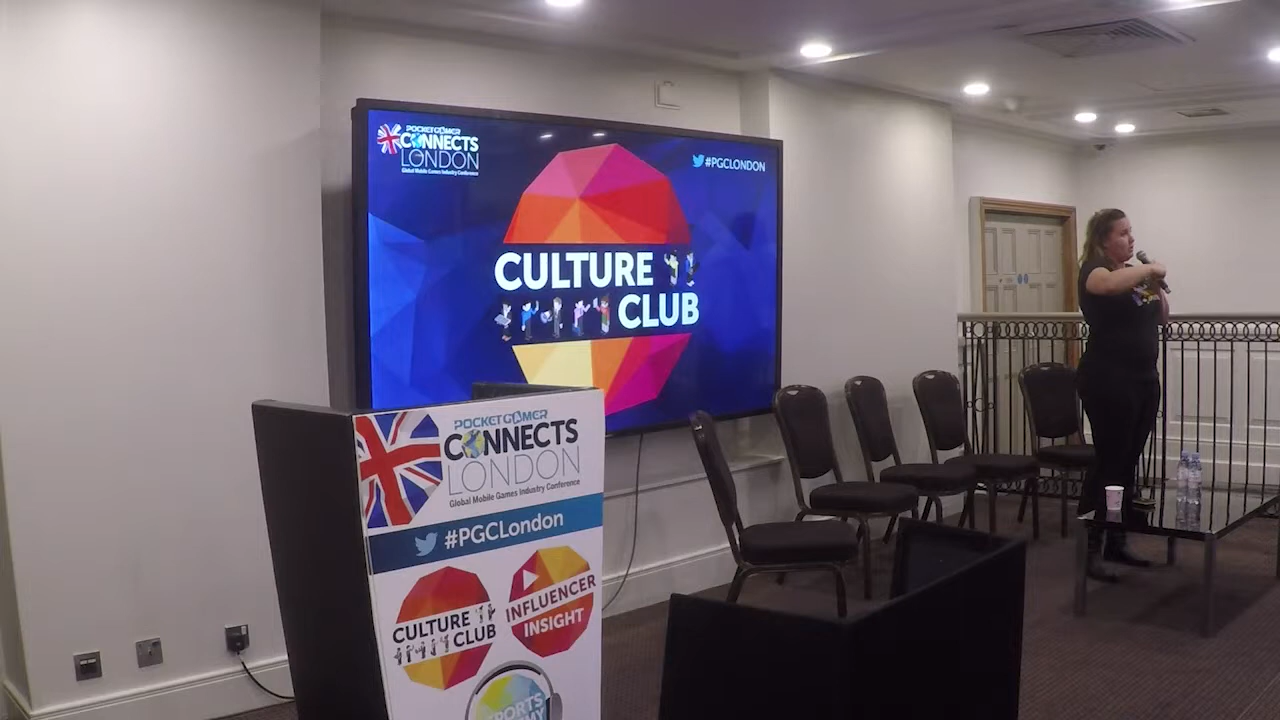 POCKET GAMER
CONNECTS
LONDON
Global Mobile Games Industry Conference
#PGCLONDON
CULTURE
CLUB
POCKET GAMER
CONNECTS
LONDON
Global Mobile Games Industry Conference
#PGCLondon
CULTURE
CLUB
INFLUENCER
INSIGHT